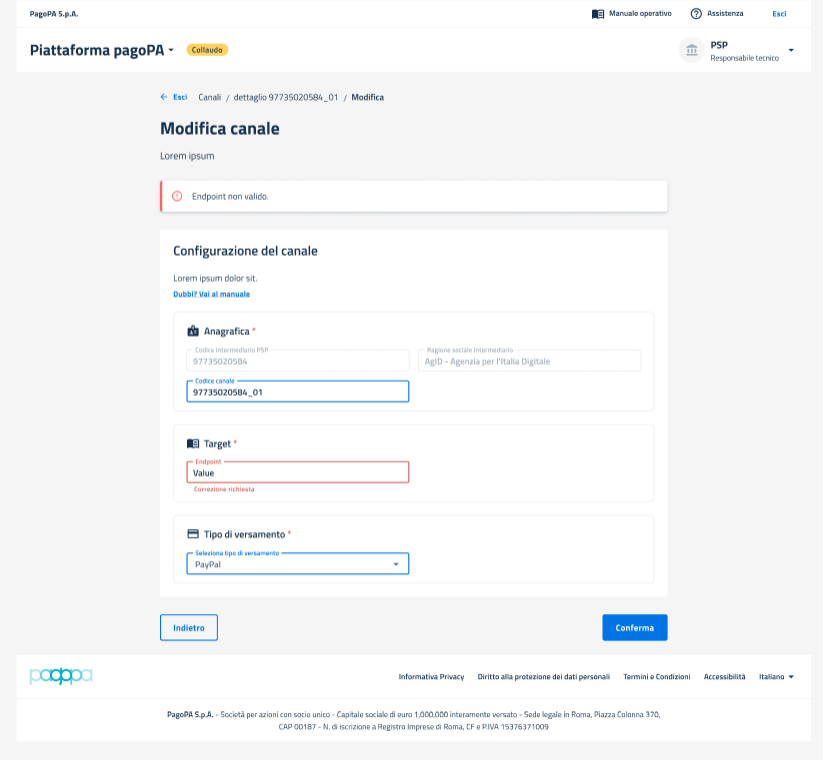 PagoPA S.p.A.
Manuale operativo
Assistenza
Esci
Piattaforma pagoPA
Collaudo
PSP
Responsabile tecnico
Esci
Canali / dettaglio 97735020584_01 / Modifica
Modifica canale
Lorem ipsum
Endpoint non valido.
Configurazione del canale
Lorem ipsum dolor sit.
Dubbi? Vai al manuale
Anagrafica *
Codice Intermediario PSP
97735020584
Ragione sociale Intermediario
AgID - Agenzia per l'Italia Digitale
Codice canale
97735020584_01
Target *
Endpoint
Value
Correzione richiesta
Tipo di versamento *
Seleziona tipo di versamento
PayPal
Indietro
Conferma
pagopa
Informativa Privacy
Diritto alla protezione dei dati personali
Termini e Condizioni
Accessibilità
Italiano
PagoPA S.p.A. - Società per azioni con socio unico - Capitale sociale di euro 1,000,000 interamente versato - Sede legale in Roma, Piazza Colonna 370,
CAP 00187 - N. di iscrizione a Registro Imprese di Roma, CF e P.IVA 15376371009